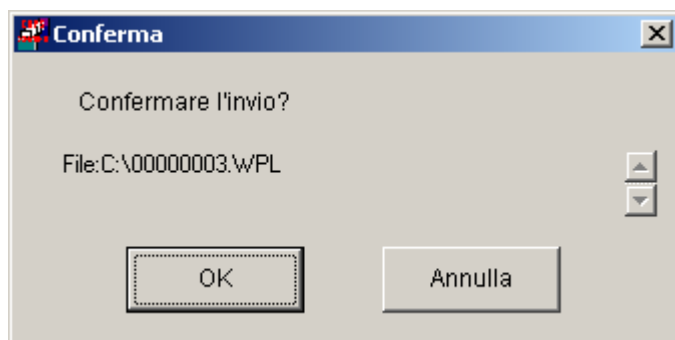 Conferma
Confermare l'invio?
File:C:\00000003.WPL
OK
Annulla